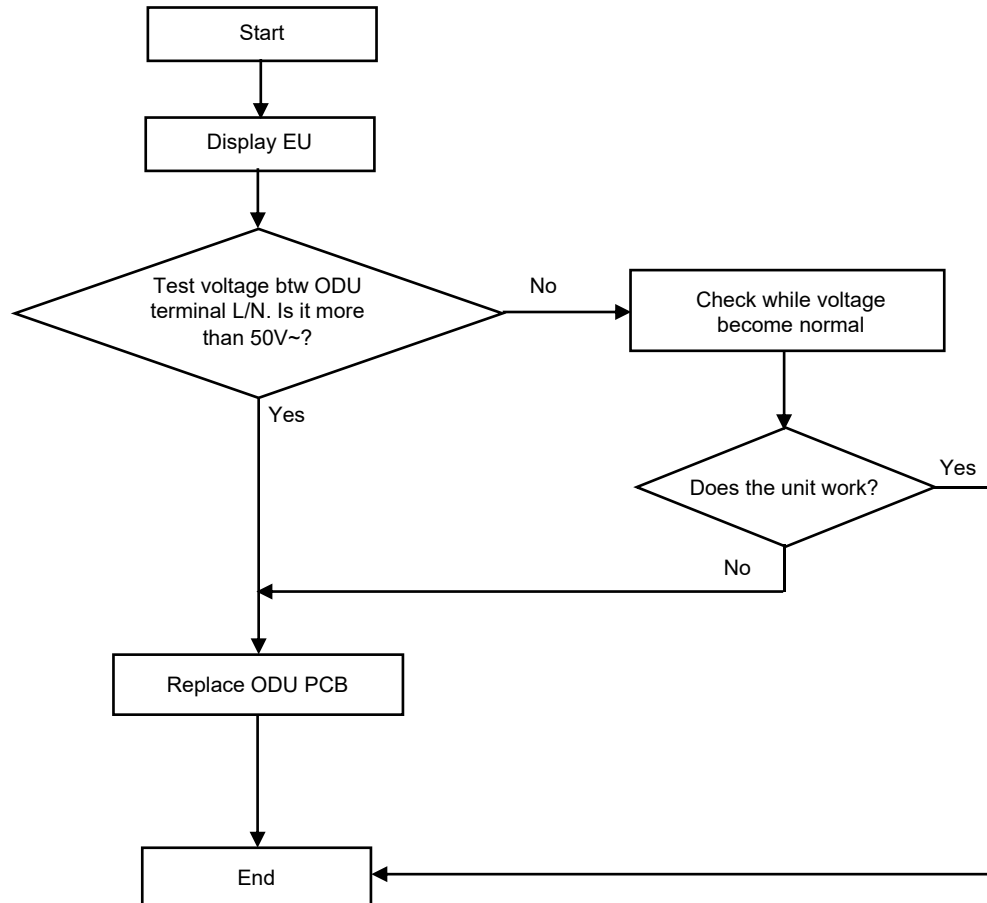 Start
Display EU
Test voltage btw ODU
terminal L/N. Is it more
than 50V~?
No
Check while voltage
become normal
Yes
Does the unit work?
Yes
No
Replace ODU PCB
End